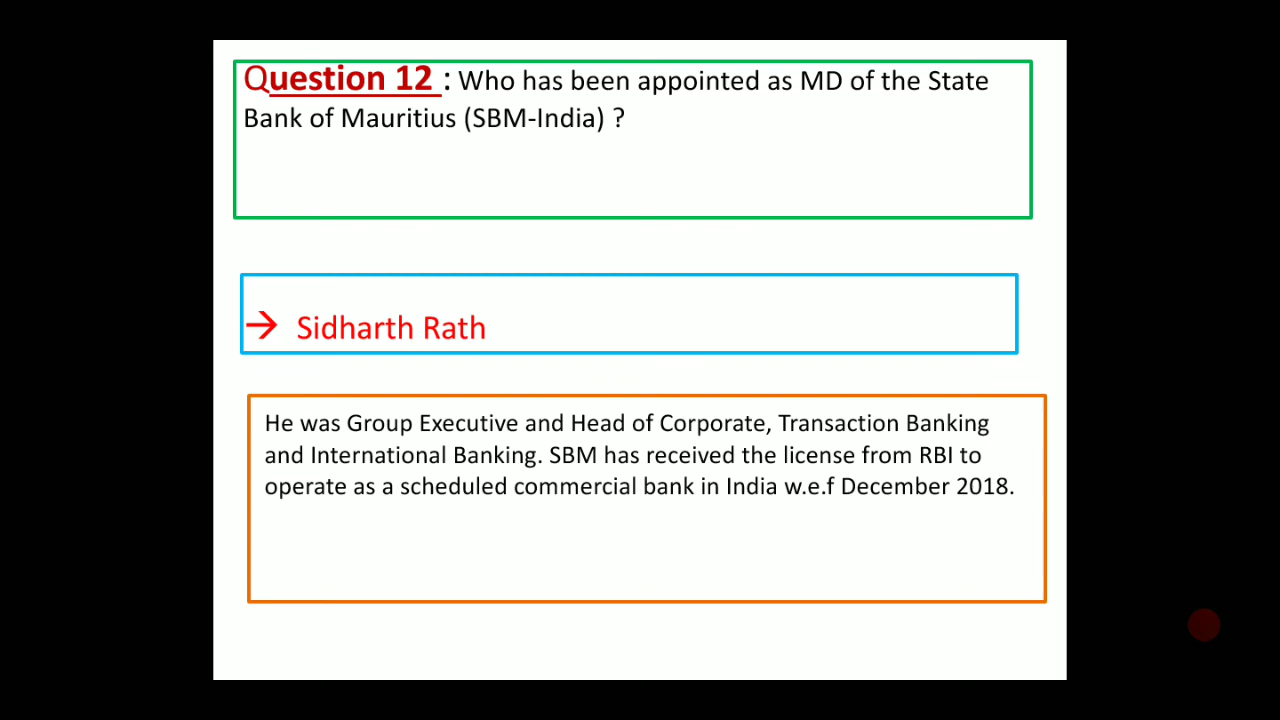 Question 12 : Who has been appointed as MD of the State
Bank of Mauritius (SBM-India) ?
→ Sidharth Rath
He was Group Executive and Head of Corporate, Transaction Banking
and International Banking. SBM has received the license from RBI to
operate as a scheduled commercial bank in India w.e.f December 2018.